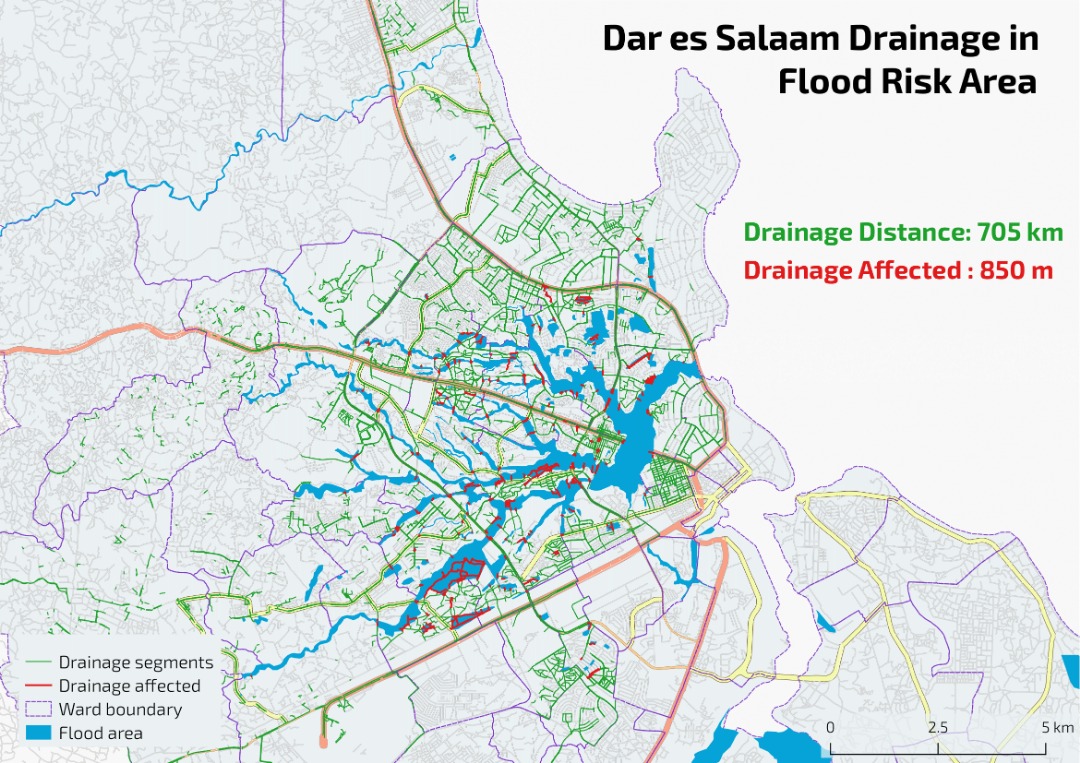 Dar es Salaam Drainage in
Flood Risk Area
Drainage Distance: 705 km
Drainage Affected : 850 m
Drainage segments
Drainage affected
Ward boundary
Flood area
0 2.5 5 km